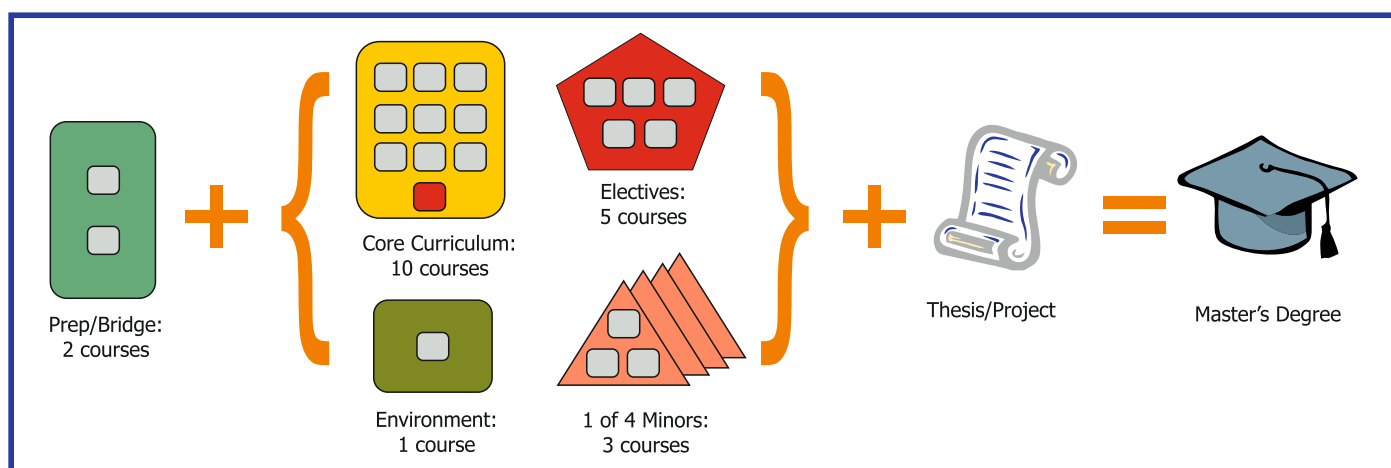 Prep/Bridge:
2 courses
Core Curriculum:
10 courses
Electives:
5 courses
Environment:
1 course
1 of 4 Minors:
3 courses
Thesis/Project
Master's Degree